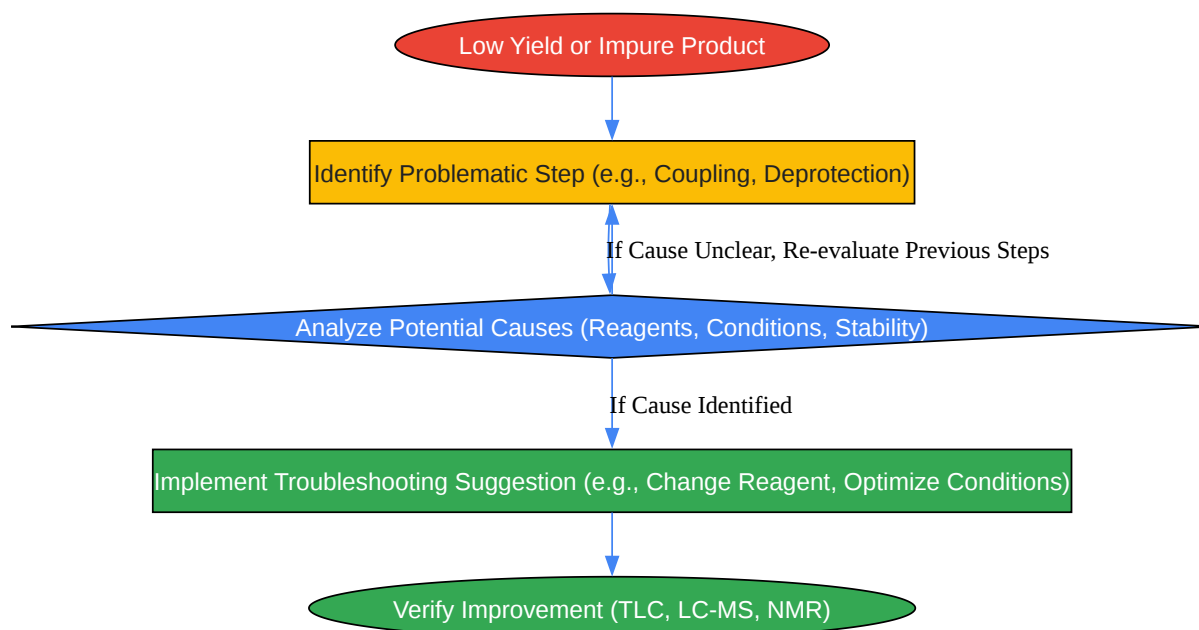 Low Yield or Impure Product
Identify Problematic Step (e.g., Coupling, Deprotection)
If Cause Unclear, Re-evaluate Previous Steps
Analyze Potential Causes (Reagents, Conditions, Stability)
If Cause Identified
Implement Troubleshooting Suggestion (e.g., Change Reagent, Optimize Conditions)
Verify Improvement (TLC, LC-MS, NMR)